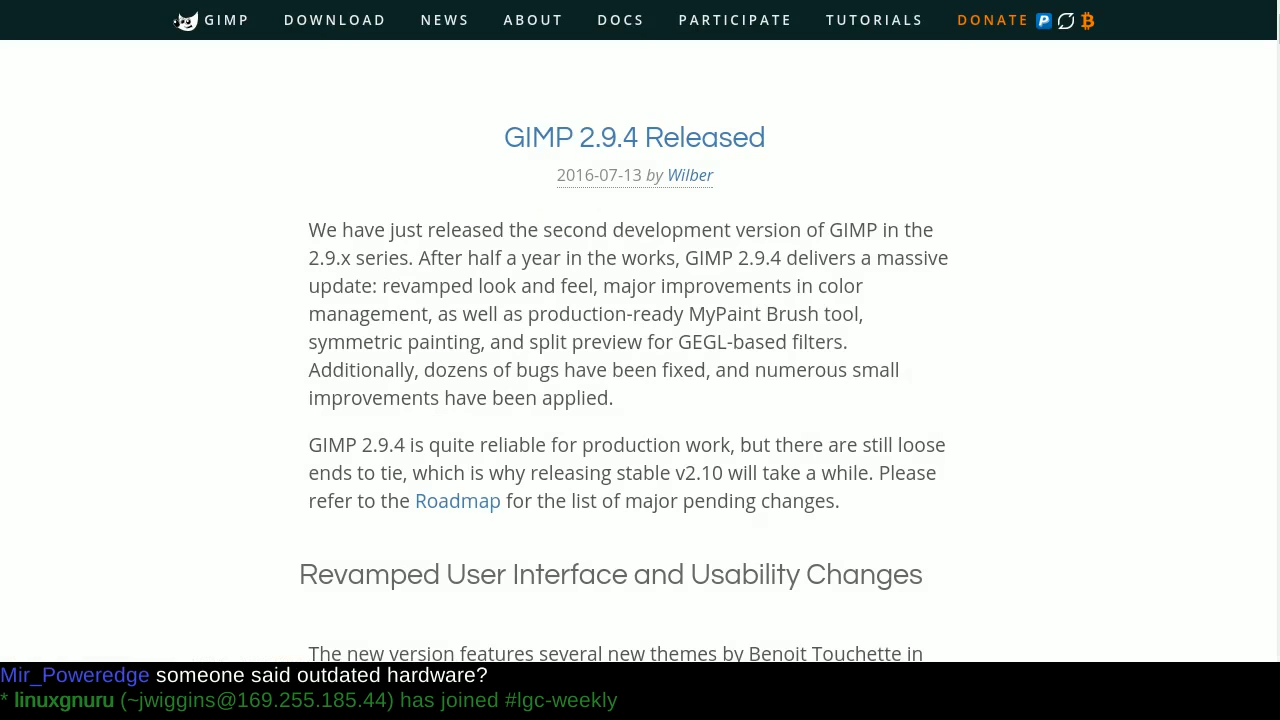 GIMP DOWNLOAD NEWS ABOUT DOCS PARTICIPATE TUTORIALS DONATE
GIMP 2.9.4 Released
2016-07-13 by Wilber
We have just released the second development version of GIMP in the
2.9.x series. After half a year in the works, GIMP 2.9.4 delivers a massive
update: revamped look and feel, major improvements in color
management, as well as production-ready MyPaint Brush tool,
symmetric painting, and split preview for GEGL-based filters.
Additionally, dozens of bugs have been fixed, and numerous small
improvements have been applied.
GIMP 2.9.4 is quite reliable for production work, but there are still loose
ends to tie, which is why releasing stable v2.10 will take a while. Please
refer to the Roadmap for the list of major pending changes.
Revamped User Interface and Usability Changes
The new version features several new themes by Benoit Touchette in
Mir_Poweredge someone said outdated hardware?
* linuxgnuru (~jwiggins@169.255.185.44) has joined #lgc-weekly